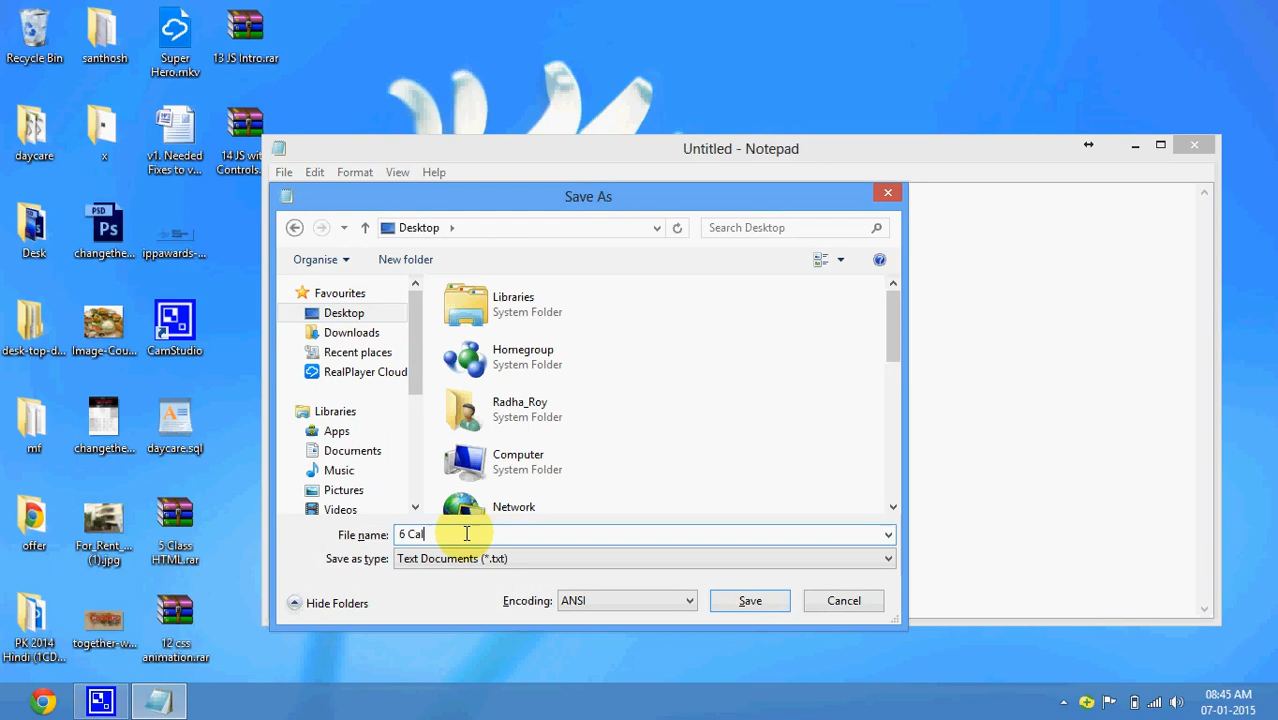 Recycle Bin
santhosh
Super
Hero.mkv
13 JS Intro.rar
daycare
x
v1. Needed
Fixes to v...
14 JS wit
Controls.
Desk
PSD
Ps
changethe...
ippawards-...
desk-top-d...
Image-Cou...
CamStudio
mf
changethe...
daycare.sql
offer
For_Rent_...
(1).jpg
5 Class
HTML.rar
PK 2014
Hindi (1CD...
together-w...
12 css
animation.rar
Untitled - Notepad
File Edit Format View Help
Save As
Desktop
Search Desktop
Organise
New folder
Favourites
Desktop
Downloads
Recent places
RealPlayer Cloud
Libraries
Apps
Documents
Music
Pictures
Videos
Libraries
System Folder
Homegroup
System Folder
Radha_Roy
System Folder
Computer
System Folder
Network
File name: 6 Cal
Save as type: Text Documents (*.txt)
Hide Folders
Encoding: ANSI
Save
Cancel
08:45 AM
07-01-2015